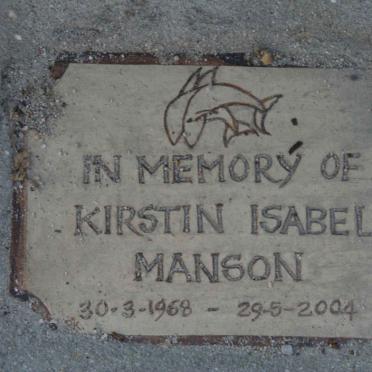 IN MEMORY OF
KIRSTIN ISABEL
MANSON
30-3-1968 - 29-5-2004